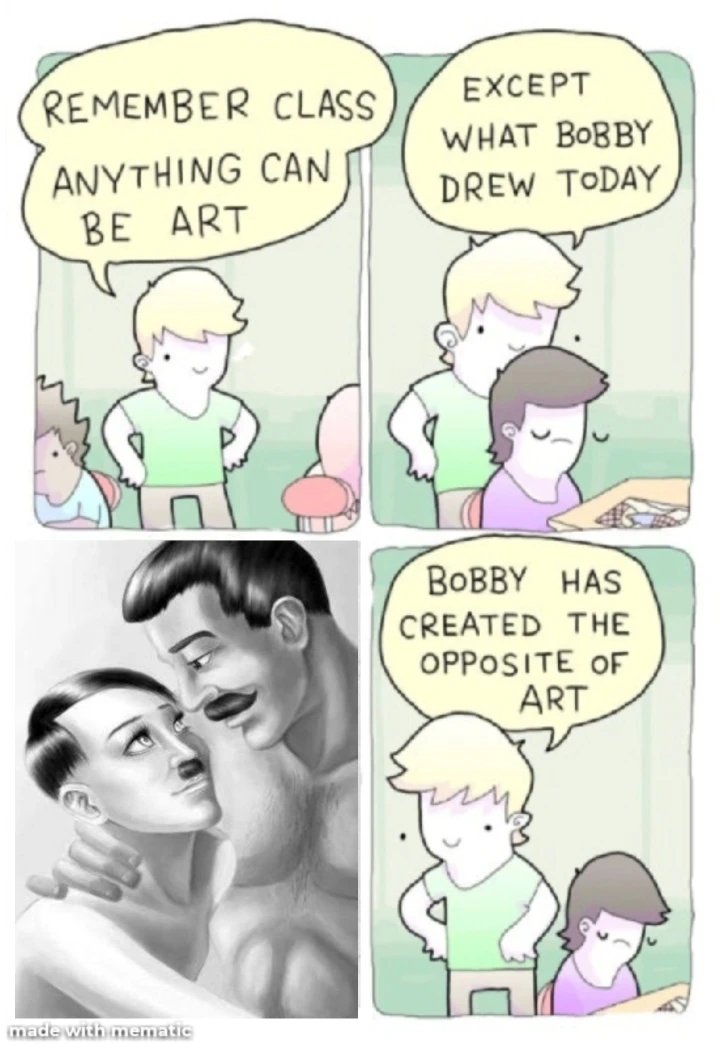 REMEMBER CLASS
ANYTHING CAN
BE ART
EXCEPT
WHAT BOBBY
DREW TODAY
BOBBY HAS
CREATED THE
OPPOSITE OF
ART
made with mematic